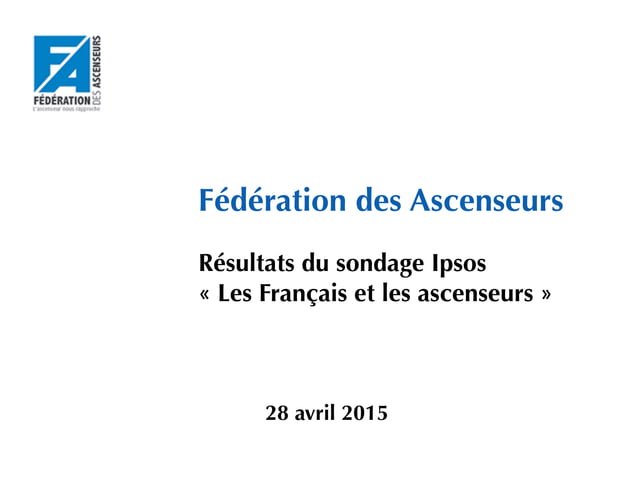 FA
FÉDÉRATION
DES ASCENSEURS
L'ascenseur nous rapproche
Fédération des Ascenseurs
Résultats du sondage Ipsos
« Les Français et les ascenseurs »
28 avril 2015